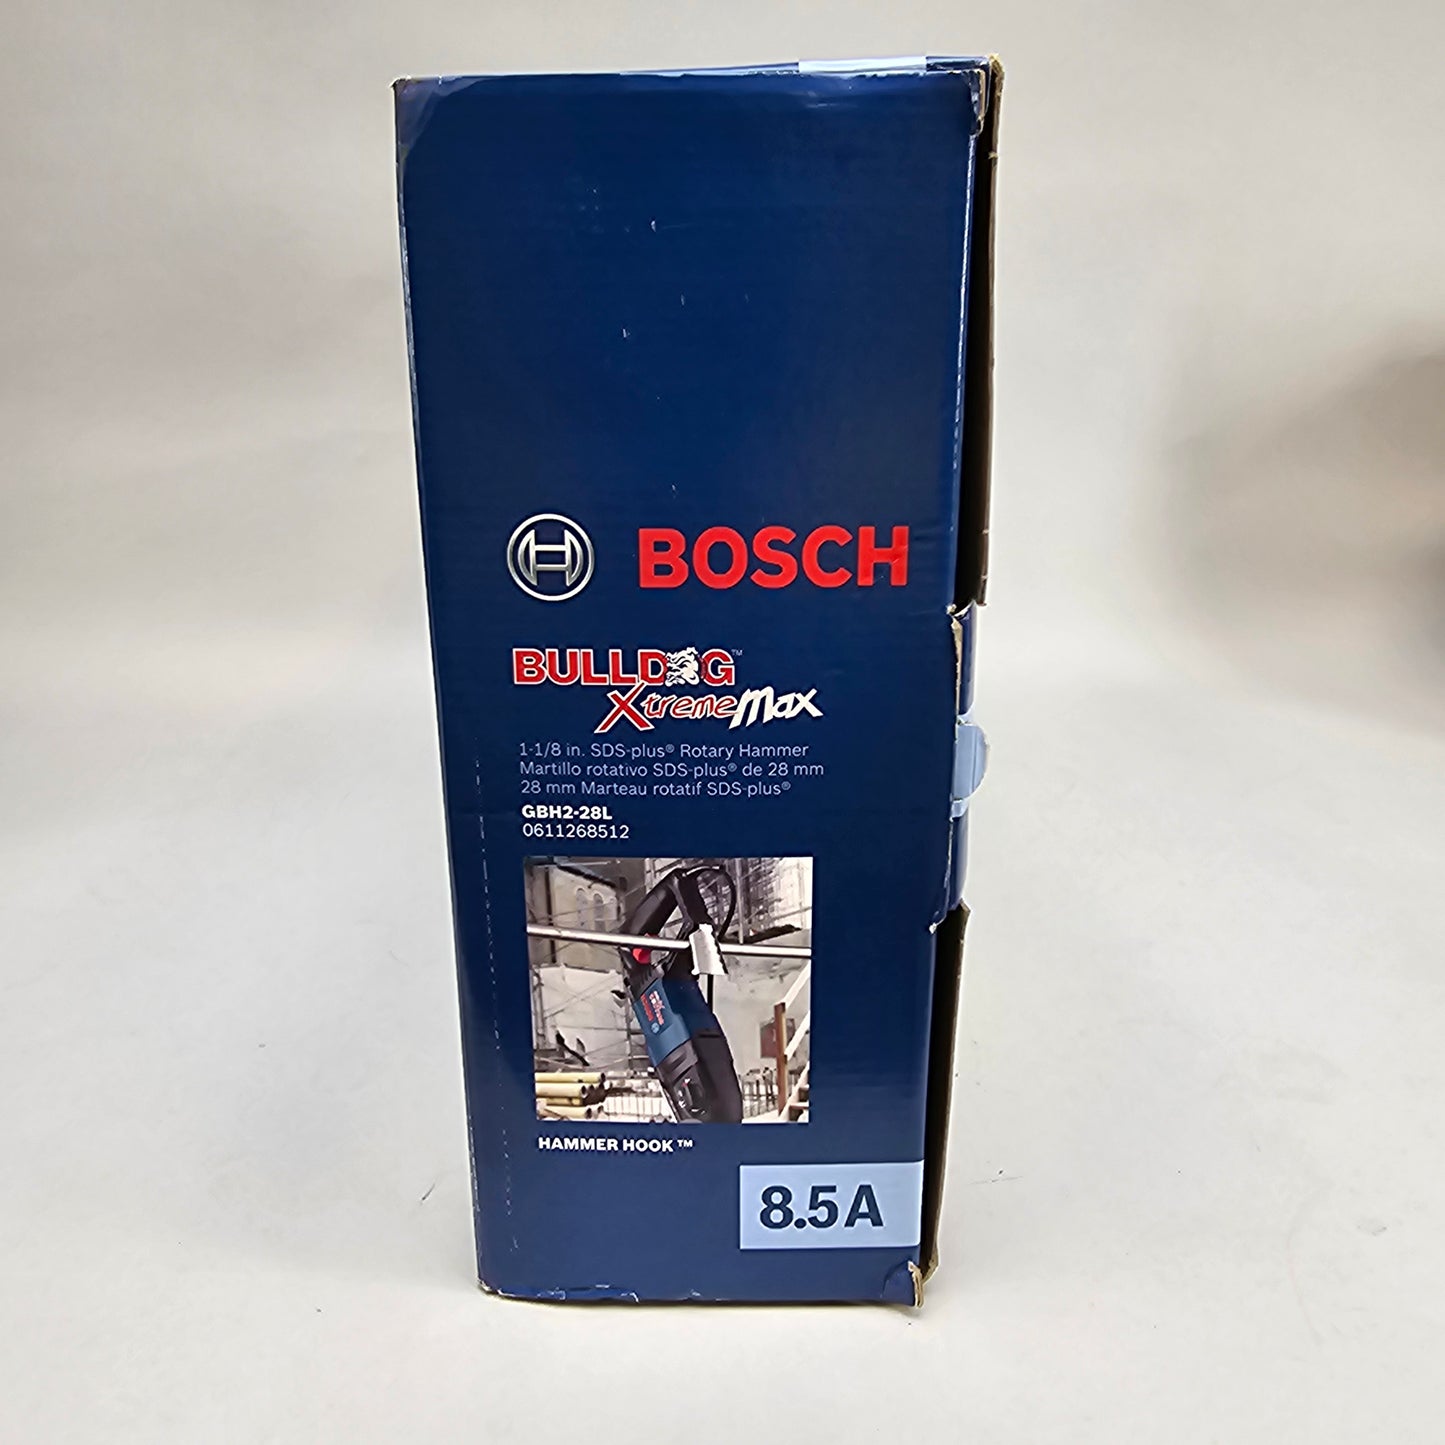 BOSCH
BULLDOG™
XtremeMax
1-1/8 in. SDS-plus® Rotary Hammer
Martillo rotativo SDS-plus® de 28 mm
28 mm Marteau rotatif SDS-plus®
GBH2-28L
0611268512
BOSCH
HAMMER HOOK™
8.5A